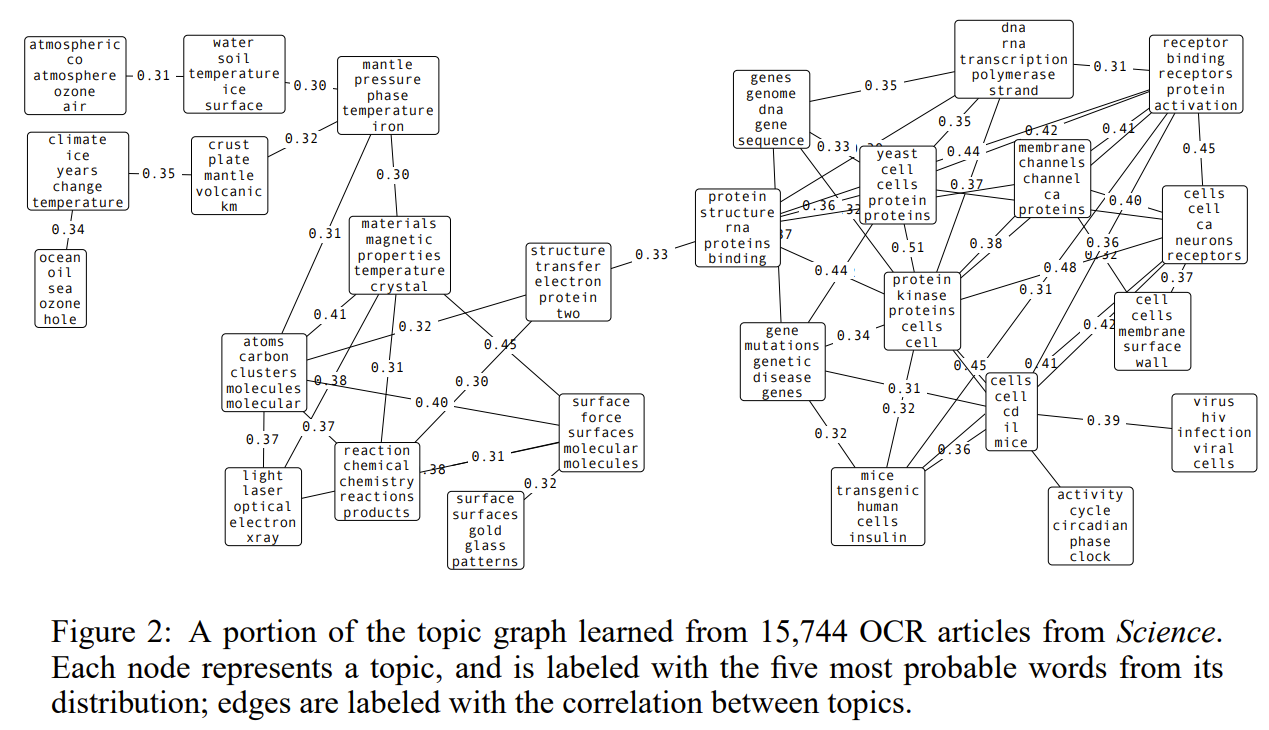 atmospheric
co
atmosphere
ozone
air
0.31
water
soil
temperature
ice
surface
0.30
mantle
pressure
phase
temperature
iron
climate
ice
years
change
temperature
0.35
crust
plate
mantle
volcanic
km
0.32
0.34
ocean
oil
sea
ozone
hole
0.30
0.31
materials
magnetic
properties
temperature
crystal
structure
transfer
electron
protein
two
0.33
0.41
0.32
0.45
atoms
carbon
clusters
molecules
molecular
0.38
0.31
0.30
0.40
0.37
0.37
surface
force
surfaces
molecular
molecules
light
laser
optical
electron
xray
reaction
chemical
chemistry
reactions
products
.38
0.31
0.32
surface
surfaces
gold
glass
patterns
dna
rna
transcription
polymerase
strand
0.31
receptor
binding
receptors
protein
activation
genes
genome
dna
gene
sequence
0.35
0.33
0.35
0.42
0.41
0.45
0.44
yeast
cell
cells
protein
proteins
membrane
channels
channel
ca
proteins
0.37
protein
structure
rna
proteins
binding
0.36
0.40
cells
cell
ca
neurons
receptors
0.51
0.38
0.36
0.32
0.44
0.48
0.37
0.31
protein
kinase
proteins
cells
cell
cell
cells
membrane
surface
wall
gene
mutations
genetic
disease
genes
0.34
0.42
0.45
0.41
0.31
0.32
cells
cell
cd
il
mice
0.39
virus
hiv
infection
viral
cells
0.32
0.36
mice
transgenic
human
cells
insulin
activity
cycle
circadian
phase
clock
Figure 2: A portion of the topic graph learned from 15,744 OCR articles from Science.
Each node represents a topic, and is labeled with the five most probable words from its
distribution; edges are labeled with the correlation between topics.